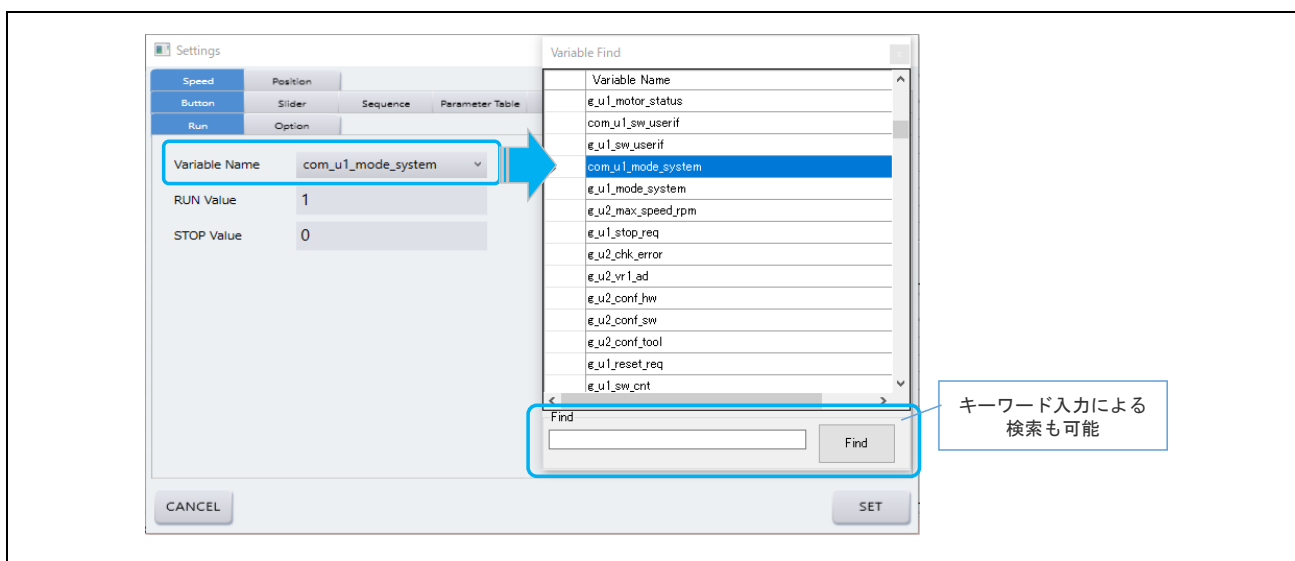 Settings
Speed Position
Button Slider Sequence Parameter Table
Run Option
Variable Name com_u1_mode_system
RUN Value 1
STOP Value 0
CANCEL
SET
Variable Find
Variable Name
g_u1_motor_status
com_u1_sw_userif
g_u1_sw_userif
com_u1_mode_system
g_u1_mode_system
g_u2_max_speed_rpm
g_u1_stop_req
g_u2_chk_error
g_u2_vr1_ad
g_u2_conf_hw
g_u2_conf_sw
g_u2_conf_tool
g_u1_reset_req
g_u1_sw_cnt
Find
Find
キーワード入力による
検索も可能